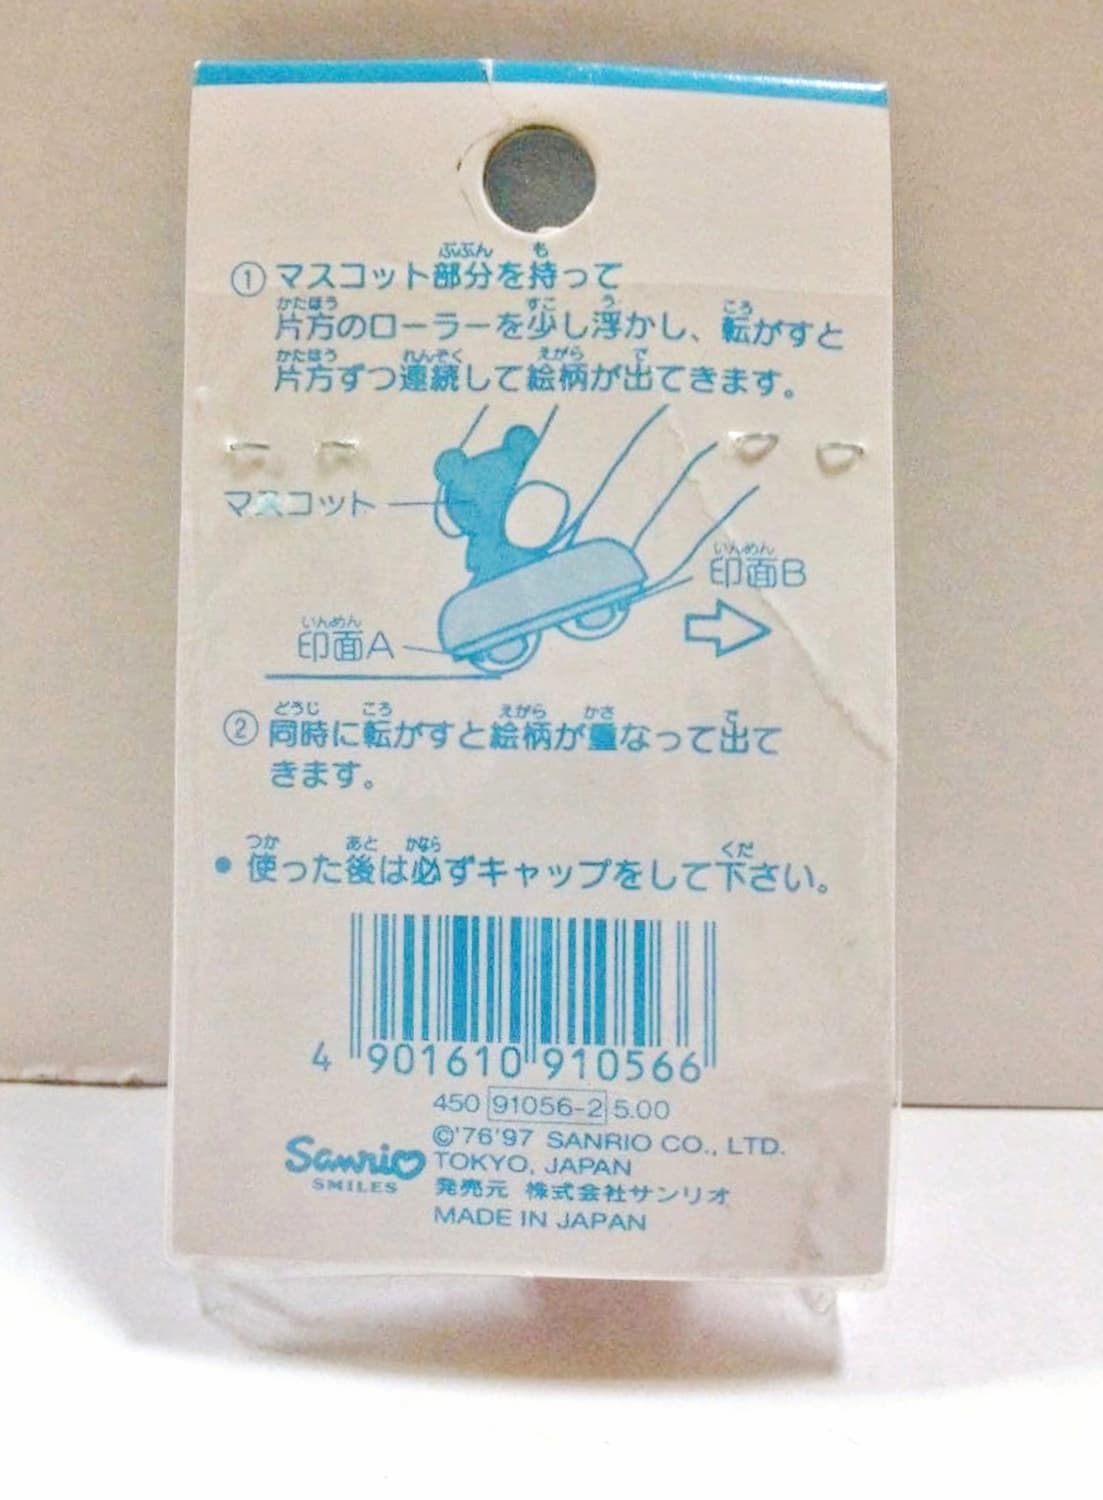 ① マスコット部分を持って
片方のローラーを少し浮かし、転がすと
片方ずつ連続して絵柄が出てきます。
マスコット
印面B
印面A
② 同時に転がすと絵柄が重なって出て
きます。
• 使った後は必ずキャップをして下さい。
4 901610 910566
450 91056-2 5.00
©'76'97 SANRIO CO., LTD.
Sanrio TOKYO, JAPAN
SMILES 発売元 株式会社サンリオ
MADE IN JAPAN